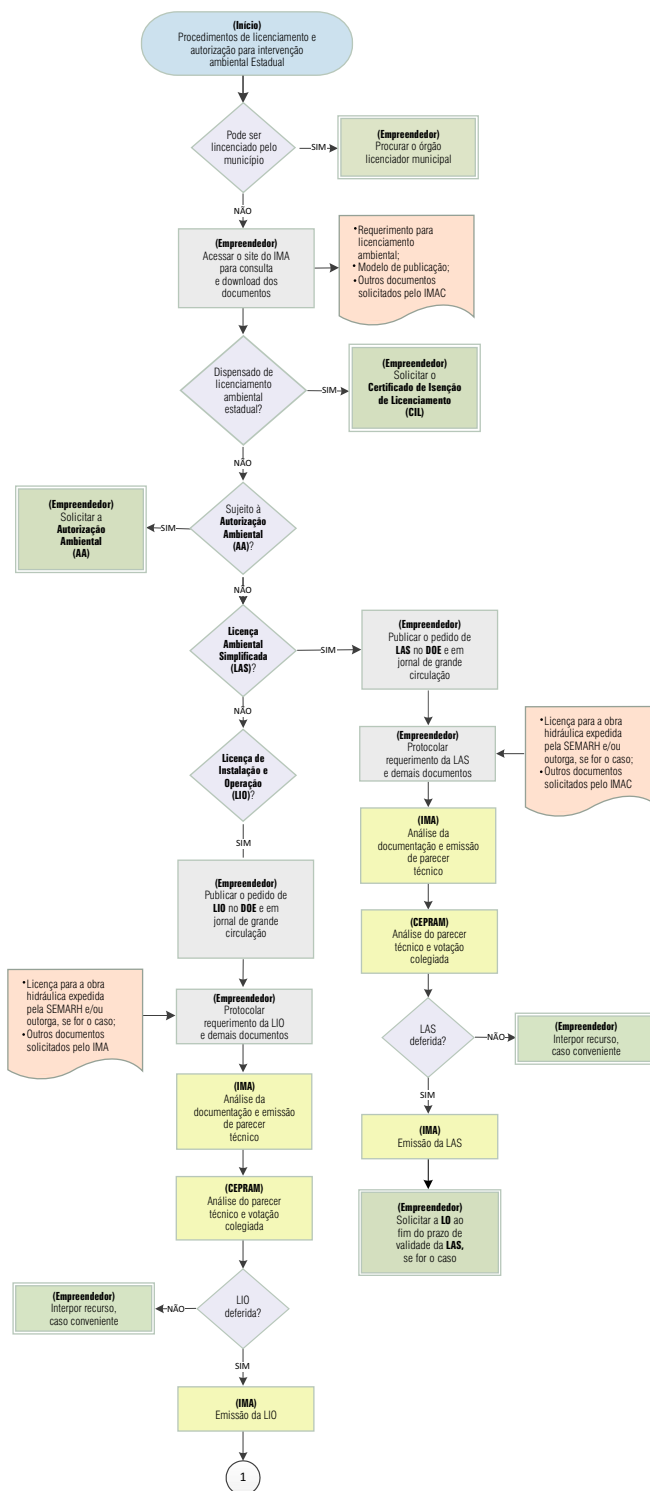 (Início)
Procedimentos de licenciamento e
autorização para intervenção
ambiental Estadual
Pode ser
lincenciado pelo
município
SIM
(Empreendedor)
Procurar o órgão
licenciador municipal
NÃO
(Empreendedor)
Acessar o site do IMA
para consulta
e download dos
documentos
•Requerimento para
licenciamento
ambiental;
•Modelo de publicação;
•Outros documentos
solicitados pelo IMAC
Dispensado de
licenciamento
ambiental
estadual?
SIM
(Empreendedor)
Solicitar o
Certificado de Isenção
de Licenciamento
(CIL)
NÃO
(Empreendedor)
Solicitar a
Autorização
Ambiental
(AA)
SIM
Sujeito à
Autorização
Ambiental
(AA)?
NÃO
Licença
Ambiental
Simplificada
(LAS)?
SIM
(Empreendedor)
Publicar o pedido de
LAS no DOE e em
jornal de grande
circulação
NÃO
(Empreendedor)
Protocolar
requerimento da LAS
e demais documentos
•Licença para a obra
hidráulica expedida
pela SEMARH e/ou
outorga, se for o caso;
•Outros documentos
solicitados pelo IMAC
Licença de
Instalação e
Operação
(LIO)?
(IMA)
Análise da
documentação e emissão
de parecer
técnico
SIM
(Empreendedor)
Publicar o pedido de
LIO no DOE e em
jornal de grande
circulação
(CEPRAM)
Análise do parecer
técnico e votação
colegiada
•Licença para a obra
hidráulica expedida
pela SEMARH e/ou
outorga, se for o caso;
•Outros documentos
solicitados pelo IMA
(Empreendedor)
Protocolar
requerimento da LIO
e demais documentos
LAS
deferida?
NÃO
(Empreendedor)
Interpor recurso,
caso conveniente
SIM
(IMA)
Análise da
documentação e emissão
de parecer
técnico
(IMA)
Emissão da LAS
(CEPRAM)
Análise do parecer
técnico e votação
colegiada
(Empreendedor)
Solicitar a LO ao
fim do prazo de
validade da LAS,
se for o caso
(Empreendedor)
Interpor recurso,
caso conveniente
NÃO
LIO
deferida?
SIM
(IMA)
Emissão da LIO
1